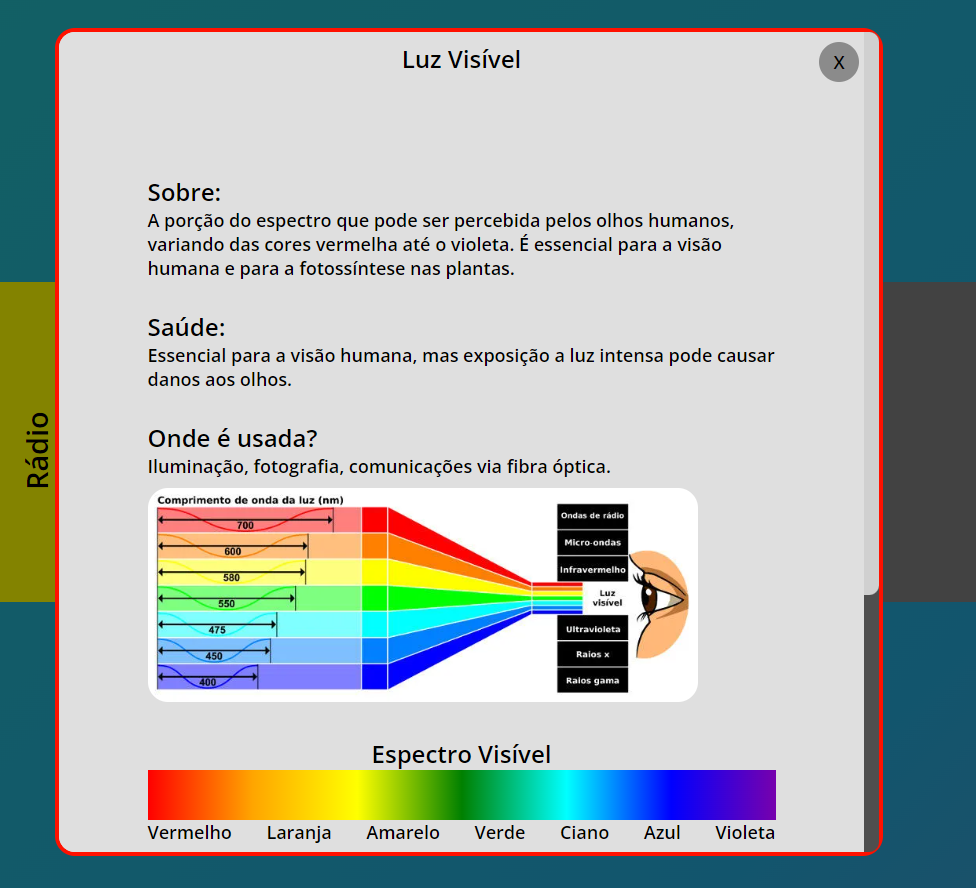 Luz Visível
X
Sobre:
A porção do espectro que pode ser percebida pelos olhos humanos,
variando das cores vermelha até o violeta. É essencial para a visão
humana e para a fotossíntese nas plantas.
Saúde:
Essencial para a visão humana, mas exposição a luz intensa pode causar
danos aos olhos.
Rádio
Onde é usada?
Iluminação, fotografia, comunicações via fibra óptica.
Comprimento de onda da luz (nm)
700
600
580
550
475
450
400
Ondas de rádio
Micro-ondas
Infravermelho
Luz
visível
Ultravioleta
Raios x
Raios gama
Espectro Visível
Vermelho Laranja Amarelo Verde Ciano Azul Violeta